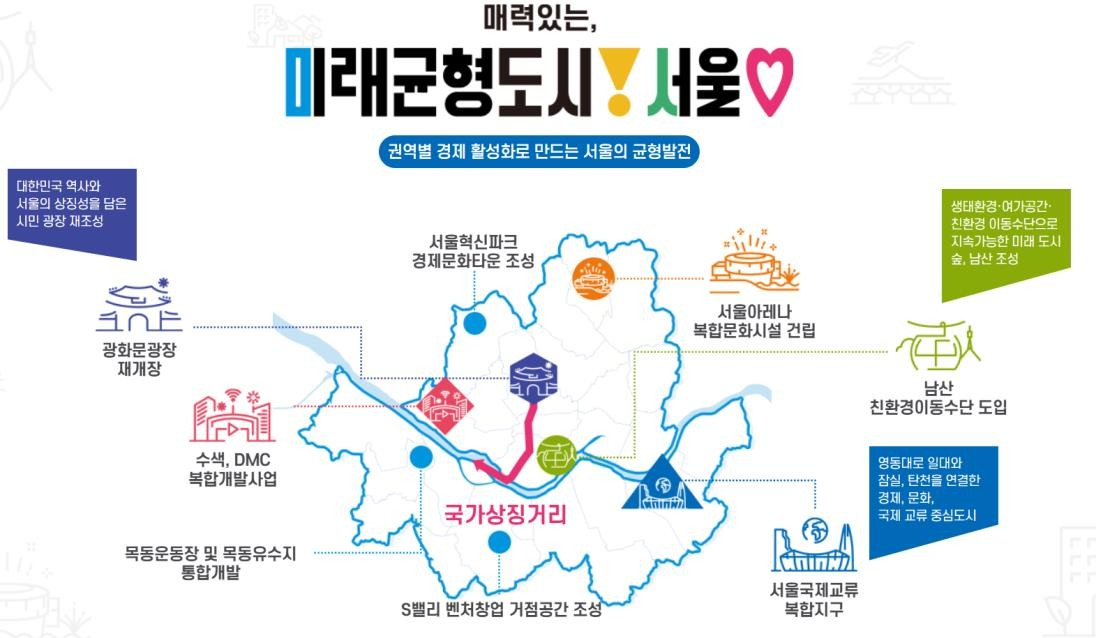 매력있는,
미래균형도시! 서울♡
권역별 경제 활성화로 만드는 서울의 균형발전
대한민국 역사와
서울의 상징성을 담은
시민 광장 재조성
생태환경·여가공간·
친환경 이동수단으로
지속가능한 미래 도시
숲, 남산 조성
서울혁신파크
경제문화타운 조성
서울아레나
복합문화시설 건립
광화문광장
재개장
남산
친환경이동수단 도입
수색, DMC
복합개발사업
영동대로 일대와
잠실, 탄천을 연결한
경제, 문화,
국제 교류 중심도시
국가상징거리
목동운동장 및 목동유수지
통합개발
서울국제교류
복합지구
S밸리 벤처창업 거점공간 조성